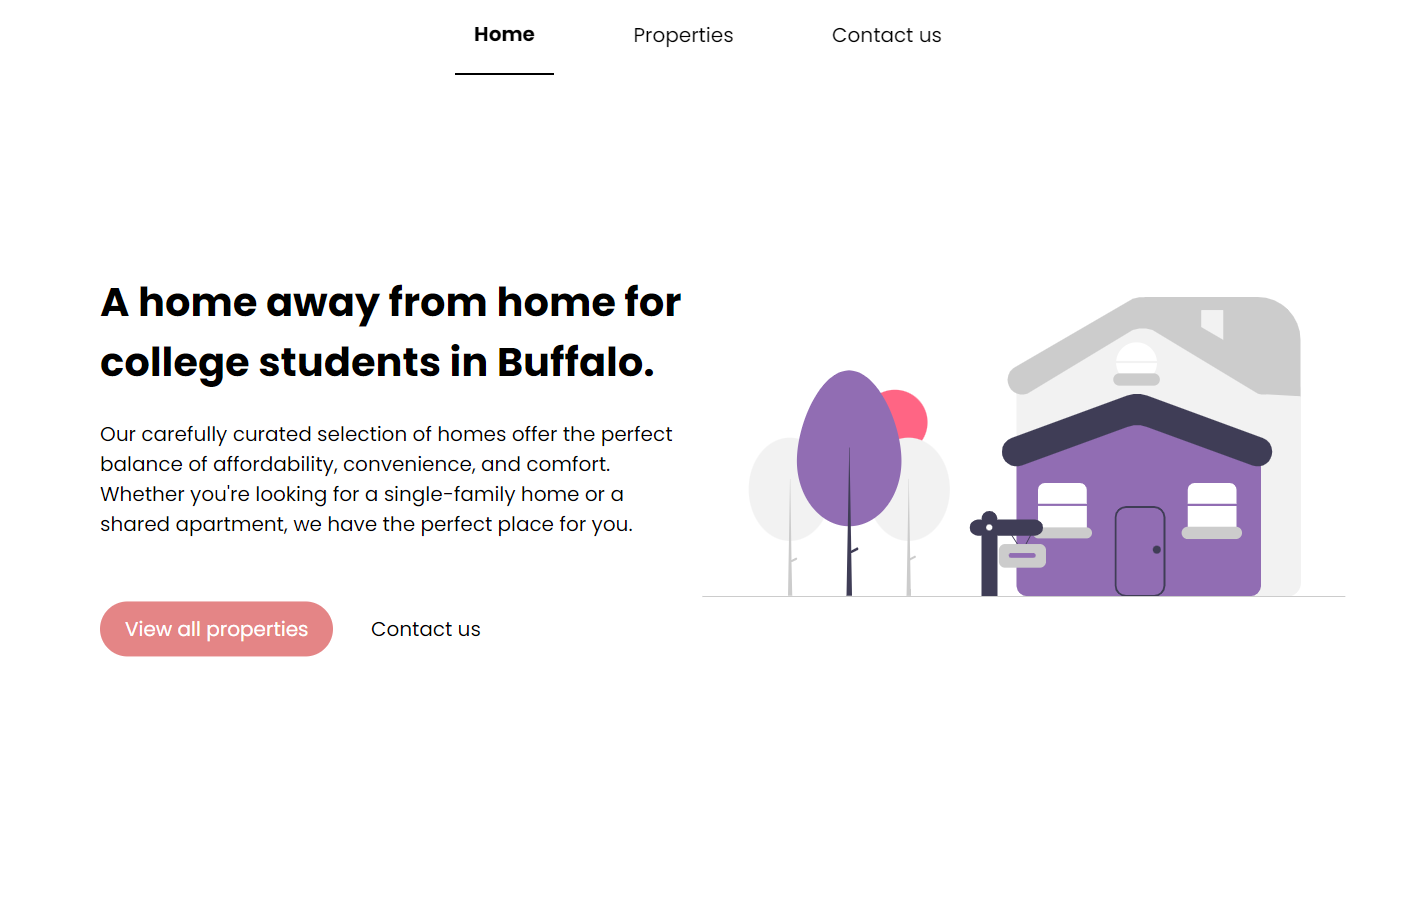 Home
Properties
Contact us
A home away from home for
college students in Buffalo.
Our carefully curated selection of homes offer the perfect
balance of affordability, convenience, and comfort.
Whether you're looking for a single-family home or a
shared apartment, we have the perfect place for you.
View all properties
Contact us